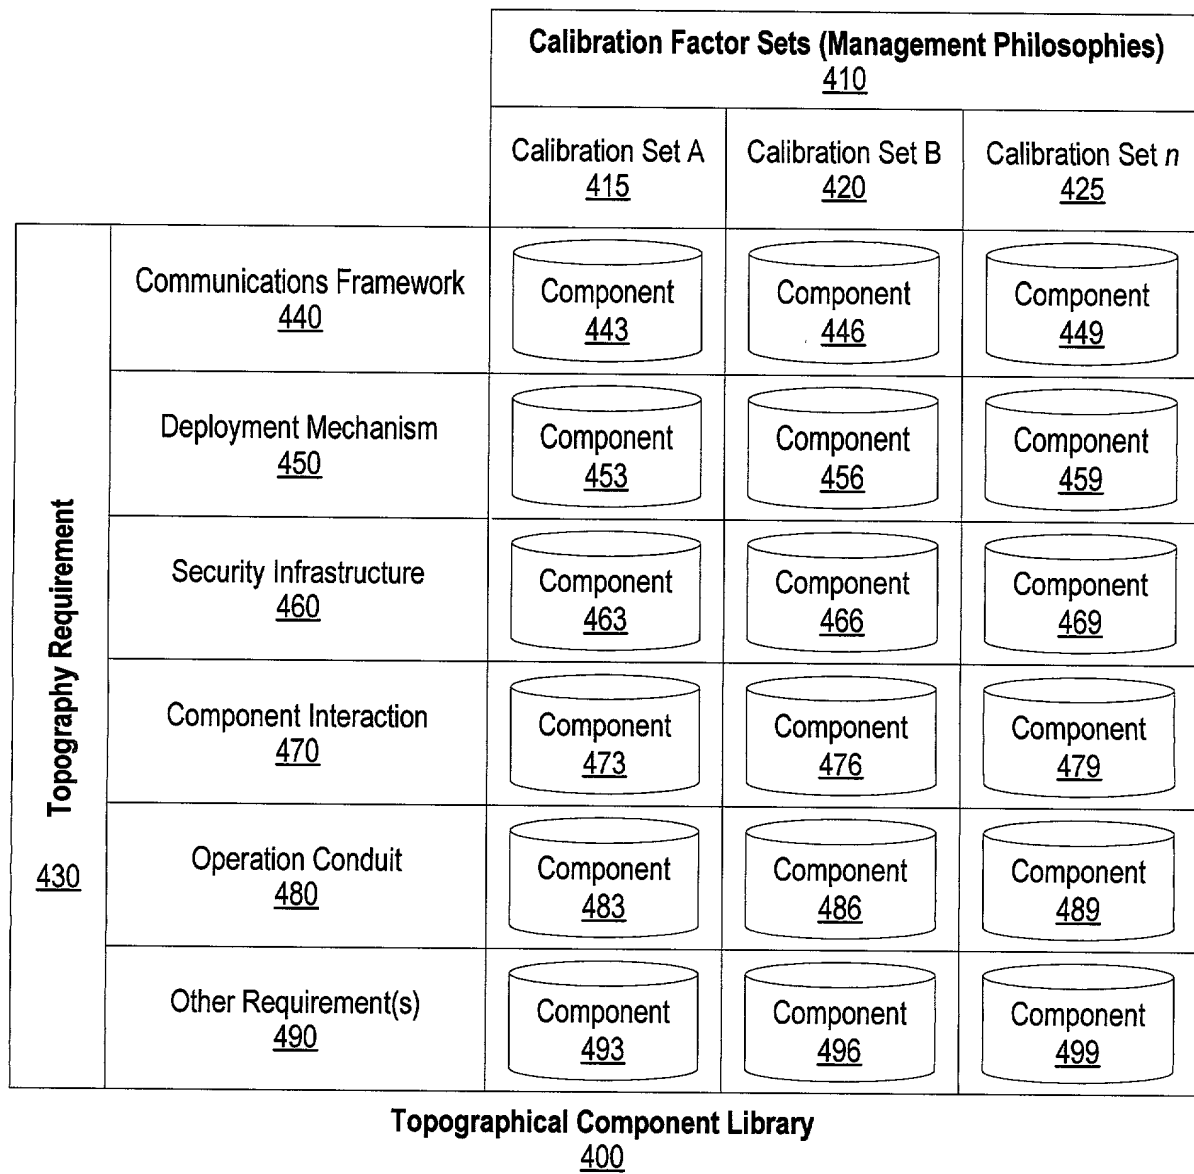 Calibration Factor Sets (Management Philosophies)
410
Calibration Set A
415
Calibration Set B
420
Calibration Set n
425
Topography Requirement
430
Communications Framework
440
Component
443
Component
446
Component
449
Deployment Mechanism
450
Component
453
Component
456
Component
459
Security Infrastructure
460
Component
463
Component
466
Component
469
Component Interaction
470
Component
473
Component
476
Component
479
Operation Conduit
480
Component
483
Component
486
Component
489
Other Requirement(s)
490
Component
493
Component
496
Component
499
Topographical Component Library
400